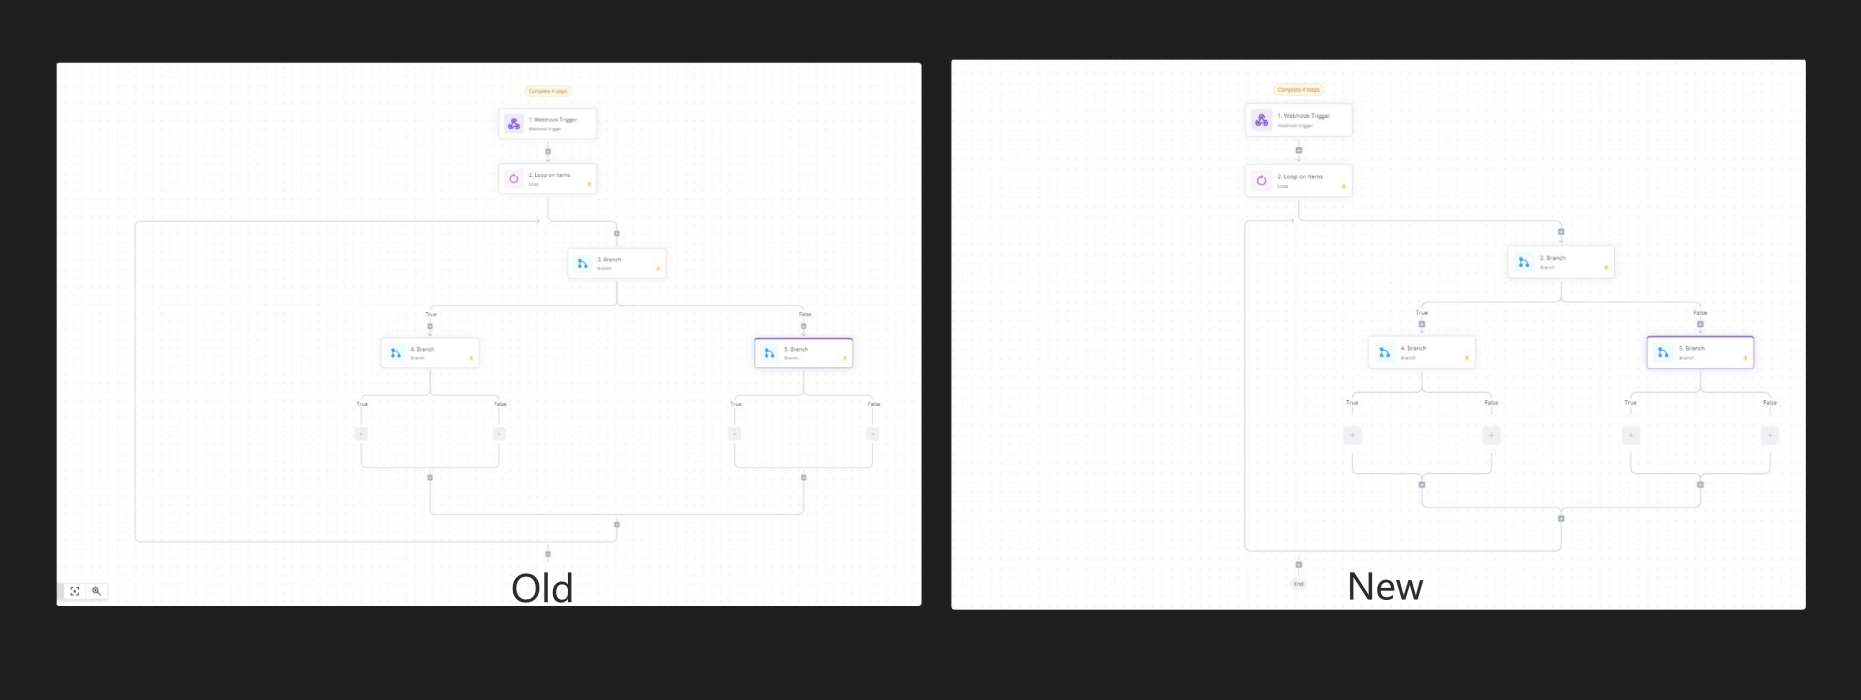 Complete 4 steps
1. Webhook Trigger
Webhook trigger
2. Loop on Items
Loop
3. Branch
Branch
True
False
4. Branch
Branch
5. Branch
Branch
True
False
True
False
Old
Complete 4 steps
1. Webhook Trigger
Webhook trigger
2. Loop on Items
Loop
3. Branch
Branch
True
False
4. Branch
Branch
5. Branch
Branch
True
False
True
False
End
New